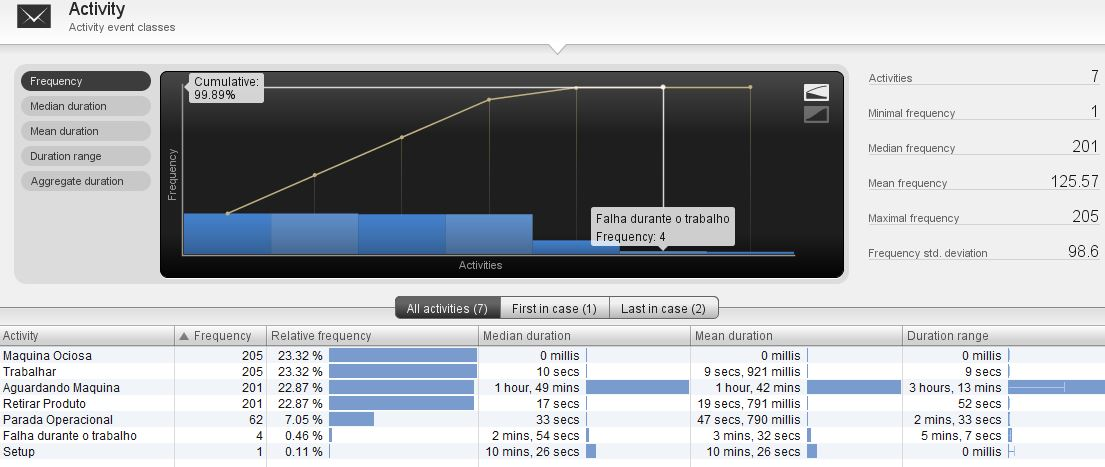 Activity
Activity event classes
Frequency
Median duration
Mean duration
Duration range
Aggregate duration
Cumulative:
99.89%
Frequency
Falha durante o trabalho
Frequency: 4
Activities
Activities 7
Minimal frequency 1
Median frequency 201
Mean frequency 125.57
Maximal frequency 205
Frequency std. deviation 98.6
All activities (7) First in case (1) Last in case (2)
Activity Frequency Relative frequency Median duration Mean duration Duration range
Maquina Ociosa 205 23.32 % 0 millis 0 millis 0 millis
Trabalhar 205 23.32 % 10 secs 9 secs, 921 millis 9 secs
Aguardando Maquina 201 22.87 % 1 hour, 49 mins 1 hour, 42 mins 3 hours, 13 mins
Retirar Produto 201 22.87 % 17 secs 19 secs, 791 millis 52 secs
Parada Operacional 62 7.05 % 33 secs 47 secs, 790 millis 2 mins, 33 secs
Falha durante o trabalho 4 0.46 % 2 mins, 54 secs 3 mins, 32 secs 5 mins, 7 secs
Setup 1 0.11 % 10 mins, 26 secs 10 mins, 26 secs 0 millis